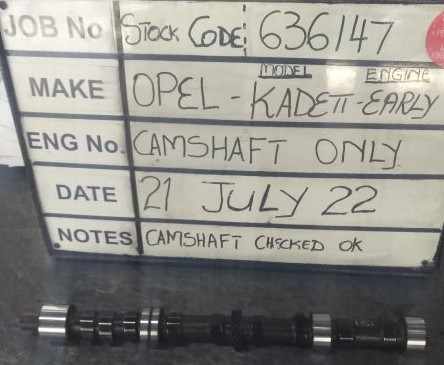 JOB No STOCK CODE: 636147
MODEL ENGINE
MAKE OPEL - KADETT - EARLY
ENG No. CAMSHAFT ONLY
DATE 21 JULY 22
NOTES CAMSHAFT CHECKED OK